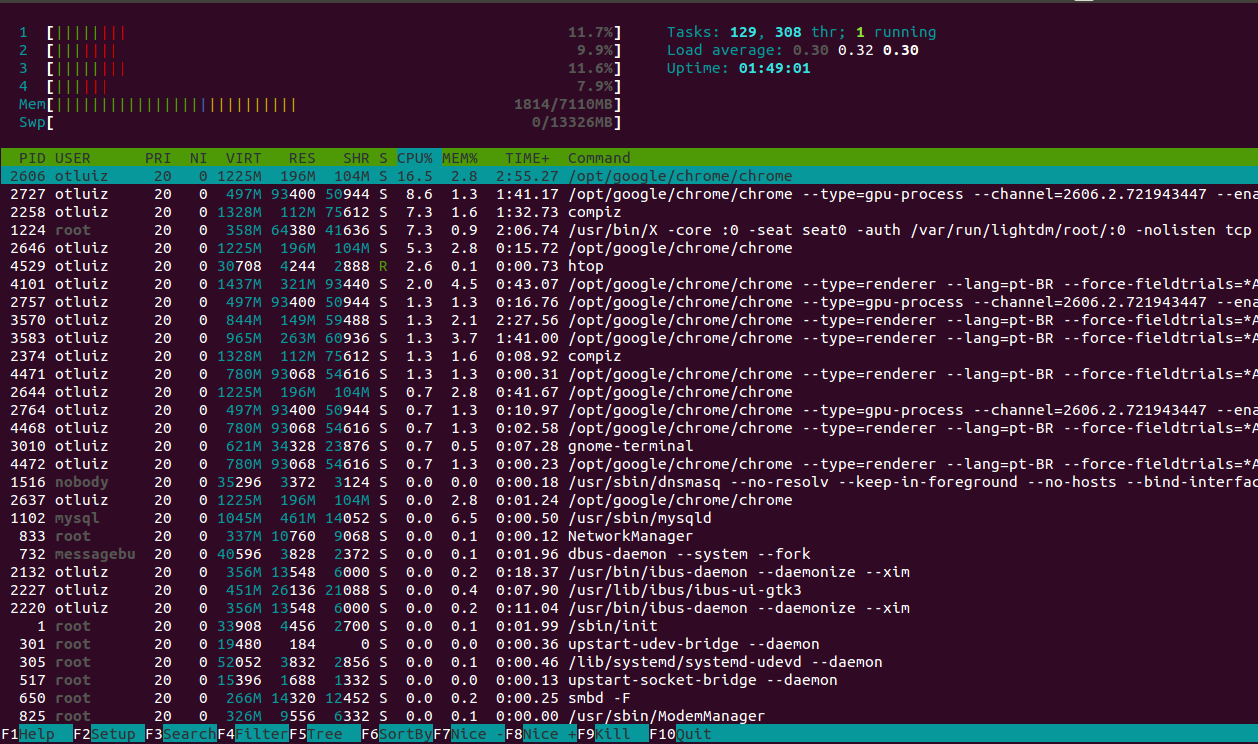 1 [|||||||| 11.7%] Tasks: 129, 308 thr; 1 running
2 [||||||| 9.9%] Load average: 0.30 0.32 0.30
3 [|||||||| 11.6%] Uptime: 01:49:01
4 [|||||| 7.9%]
Mem[||||||||||||||||||||||||||| 1814/7110MB]
Swp[ 0/13326MB]
PID USER PRI NI VIRT RES SHR S CPU% MEM% TIME+ Command
2606 otluiz 20 0 1225M 196M 104M S 16.5 2.8 2:55.27 /opt/google/chrome/chrome
2727 otluiz 20 0 497M 93400 50944 S 8.6 1.3 1:41.17 /opt/google/chrome/chrome --type=gpu-process --channel=2606.2.721943447 --ena
2258 otluiz 20 0 1328M 112M 75612 S 7.3 1.6 1:32.73 compiz
1224 root 20 0 358M 64380 41636 S 7.3 0.9 2:06.74 /usr/bin/X -core :0 -seat seat0 -auth /var/run/lightdm/root/:0 -nolisten tcp
2646 otluiz 20 0 1225M 196M 104M S 5.3 2.8 0:15.72 /opt/google/chrome/chrome
4529 otluiz 20 0 30708 4244 2888 R 2.6 0.1 0:00.73 htop
4101 otluiz 20 0 1437M 321M 93440 S 2.0 4.5 0:43.07 /opt/google/chrome/chrome --type=renderer --lang=pt-BR --force-fieldtrials=*A
2757 otluiz 20 0 497M 93400 50944 S 1.3 1.3 0:16.76 /opt/google/chrome/chrome --type=gpu-process --channel=2606.2.721943447 --ena
3570 otluiz 20 0 844M 149M 59488 S 1.3 2.1 2:27.56 /opt/google/chrome/chrome --type=renderer --lang=pt-BR --force-fieldtrials=*A
3583 otluiz 20 0 965M 263M 60936 S 1.3 3.7 1:41.00 /opt/google/chrome/chrome --type=renderer --lang=pt-BR --force-fieldtrials=*A
2374 otluiz 20 0 1328M 112M 75612 S 1.3 1.6 0:08.92 compiz
4471 otluiz 20 0 780M 93068 54616 S 1.3 1.3 0:00.31 /opt/google/chrome/chrome --type=renderer --lang=pt-BR --force-fieldtrials=*A
2644 otluiz 20 0 1225M 196M 104M S 0.7 2.8 0:41.67 /opt/google/chrome/chrome
2764 otluiz 20 0 497M 93400 50944 S 0.7 1.3 0:10.97 /opt/google/chrome/chrome --type=gpu-process --channel=2606.2.721943447 --ena
4468 otluiz 20 0 780M 93068 54616 S 0.7 1.3 0:02.58 /opt/google/chrome/chrome --type=renderer --lang=pt-BR --force-fieldtrials=*A
3010 otluiz 20 0 621M 34328 23876 S 0.7 0.5 0:07.28 gnome-terminal
4472 otluiz 20 0 780M 93068 54616 S 0.7 1.3 0:00.23 /opt/google/chrome/chrome --type=renderer --lang=pt-BR --force-fieldtrials=*A
1516 nobody 20 0 35296 3372 3124 S 0.0 0.0 0:00.18 /usr/sbin/dnsmasq --no-resolv --keep-in-foreground --no-hosts --bind-interfac
2637 otluiz 20 0 1225M 196M 104M S 0.0 2.8 0:01.24 /opt/google/chrome/chrome
1102 mysql 20 0 1045M 461M 14052 S 0.0 6.5 0:00.50 /usr/sbin/mysqld
833 root 20 0 337M 10760 9068 S 0.0 0.1 0:00.12 NetworkManager
732 messagebu 20 0 40596 3828 2372 S 0.0 0.1 0:01.96 dbus-daemon --system --fork
2132 otluiz 20 0 356M 13548 6000 S 0.0 0.2 0:18.37 /usr/bin/ibus-daemon --daemonize --xim
2227 otluiz 20 0 451M 26136 21088 S 0.0 0.4 0:07.90 /usr/lib/ibus/ibus-ui-gtk3
2220 otluiz 20 0 356M 13548 6000 S 0.0 0.2 0:11.04 /usr/bin/ibus-daemon --daemonize --xim
1 root 20 0 33908 4456 2700 S 0.0 0.1 0:01.99 /sbin/init
301 root 20 0 19480 184 0 S 0.0 0.0 0:00.36 upstart-udev-bridge --daemon
305 root 20 0 52052 3832 2856 S 0.0 0.1 0:00.46 /lib/systemd/systemd-udevd --daemon
517 root 20 0 15396 1688 1332 S 0.0 0.0 0:00.13 upstart-socket-bridge --daemon
650 root 20 0 266M 14320 12452 S 0.0 0.2 0:00.25 smbd -F
825 root 20 0 326M 9556 6332 S 0.0 0.1 0:00.00 /usr/sbin/ModemManager
F1Help F2Setup F3SearchF4FilterF5Tree F6SortByF7Nice -F8Nice +F9Kill F10Quit